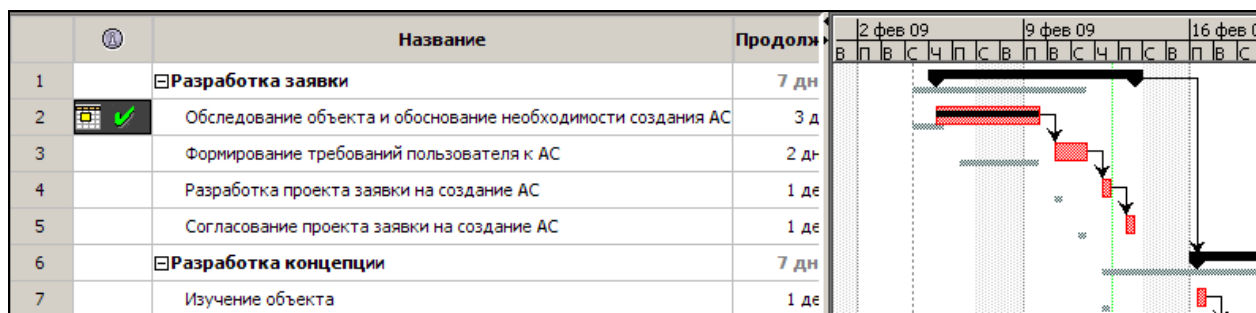 Название
Продолж
2 фев 09
9 фев 09
16 фев 0
В П В С Ч П С В П В С Ч П С В П В С
1 Разработка заявки 7 дн
2 Обследование объекта и обоснование необходимости создания АС 3 д
3 Формирование требований пользователя к АС 2 дн
4 Разработка проекта заявки на создание АС 1 де
5 Согласование проекта заявки на создание АС 1 де
6 Разработка концепции 7 дн
7 Изучение объекта 1 де